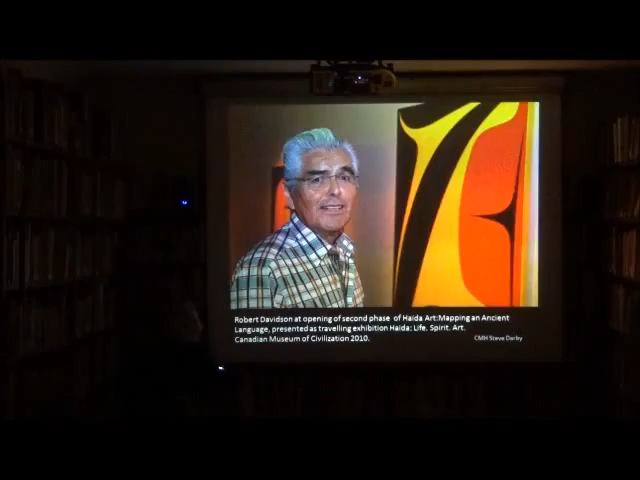 Robert Davidson at opening of second phase of Haida Art:Mapping an Ancient
Language, presented as travelling exhibition Haida: Life. Spirit. Art.
Canadian Museum of Civilization 2010.
CMH Steve Darby